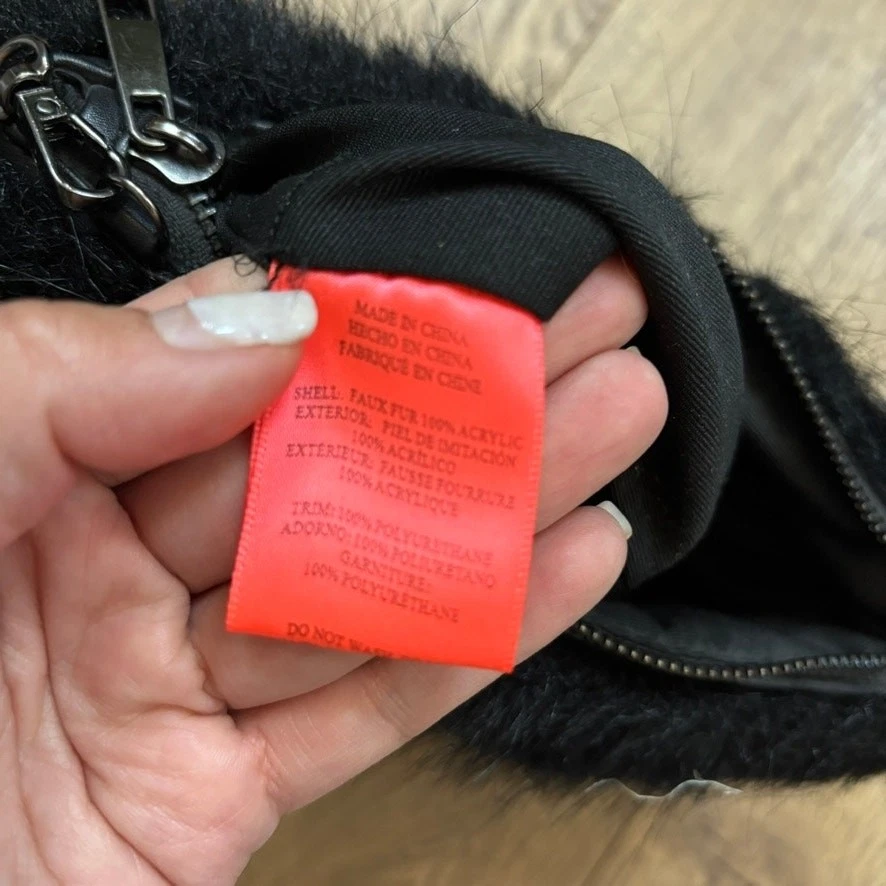 MADE IN CHINA
HECHO EN CHINA
FABRIQUÉ EN CHINE
SHELL: FAUX FUR 100% ACRYLIC
EXTERIOR: PIEL DE IMITACIÓN
100% ACRÍLICO
EXTÉRIEUR: FAUSSE FOURRURE
100% ACRYLIQUE
TRIM: 100% POLYURETHANE
ADORNO: 100% POLIURETANO
GARNITURE:
100% POLYURÉTHANE
DO NOT WASH